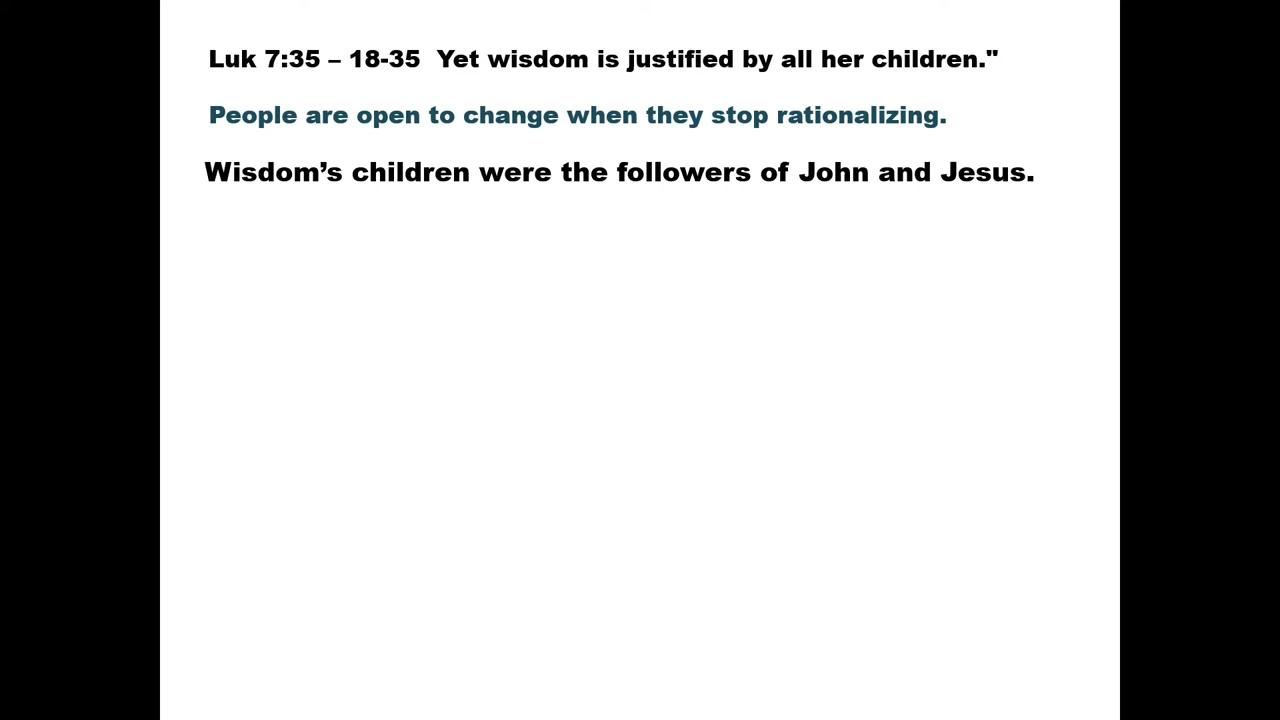 Luk 7:35 – 18-35  Yet wisdom is justified by all her children."
People are open to change when they stop rationalizing.
Wisdom’s children were the followers of John and Jesus.